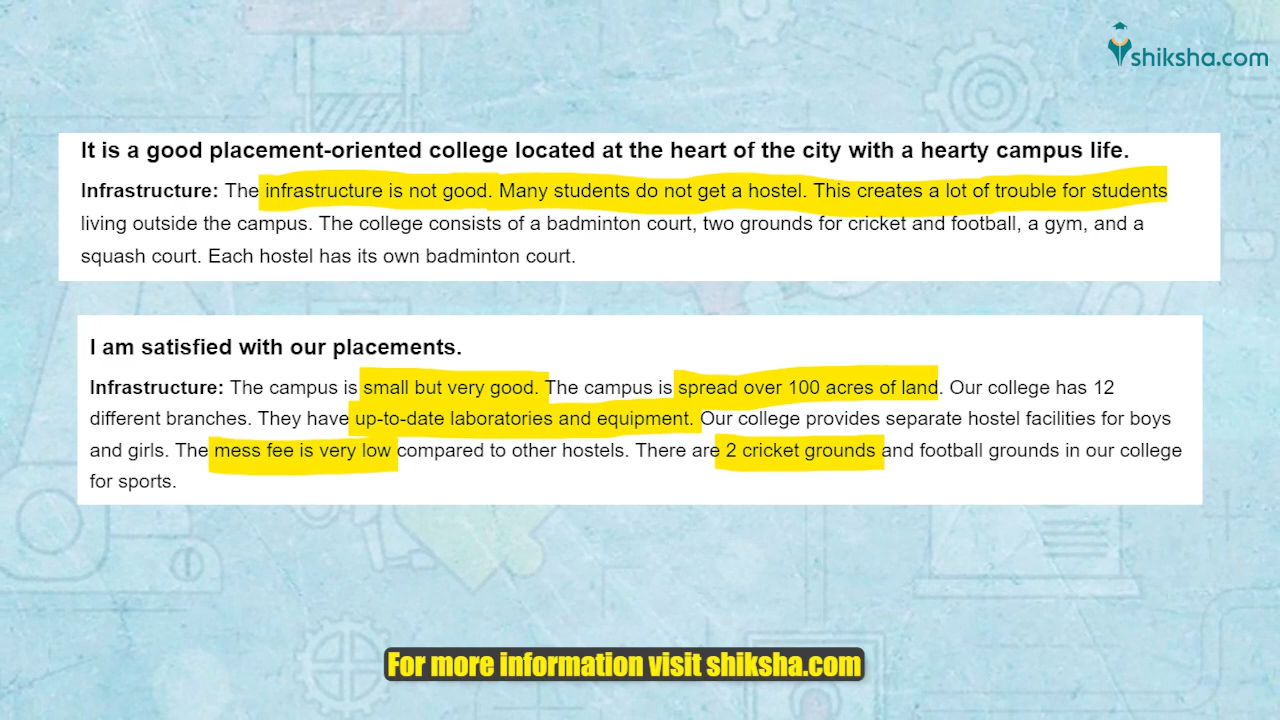 shiksha.com
It is a good placement-oriented college located at the heart of the city with a hearty campus life.
Infrastructure: The infrastructure is not good. Many students do not get a hostel. This creates a lot of trouble for students
living outside the campus. The college consists of a badminton court, two grounds for cricket and football, a gym, and a
squash court. Each hostel has its own badminton court.
I am satisfied with our placements.
Infrastructure: The campus is small but very good. The campus is spread over 100 acres of land. Our college has 12
different branches. They have up-to-date laboratories and equipment. Our college provides separate hostel facilities for boys
and girls. The mess fee is very low compared to other hostels. There are 2 cricket grounds and football grounds in our college
for sports.
For more information visit shiksha.com